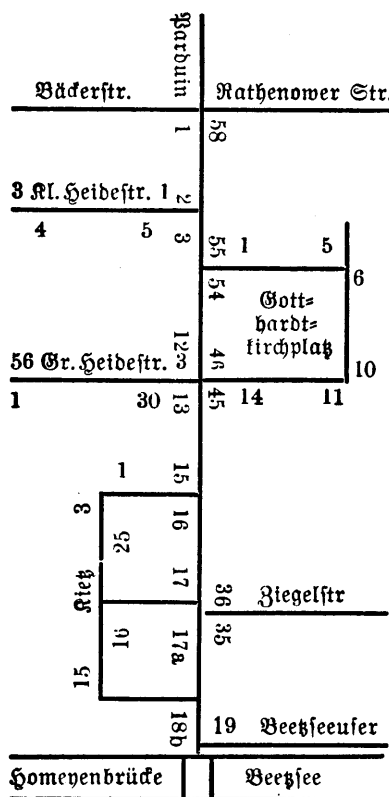 Parduin
Bäckerstr. Rathenower Str.
1 58
3 Kl. Heidestr. 1 2
4 5 3 55 1 5
54 6
Gott=
hardt=
kirchplatz
12a 46
56 Gr. Heidestr. 10
1 30 13 45 14 11
1 15
3 16
25
Kietz 17 36 Ziegelstr
16 17a 35
15
18b 19 Beetzseeufer
Homeyenbrücke Beetzsee